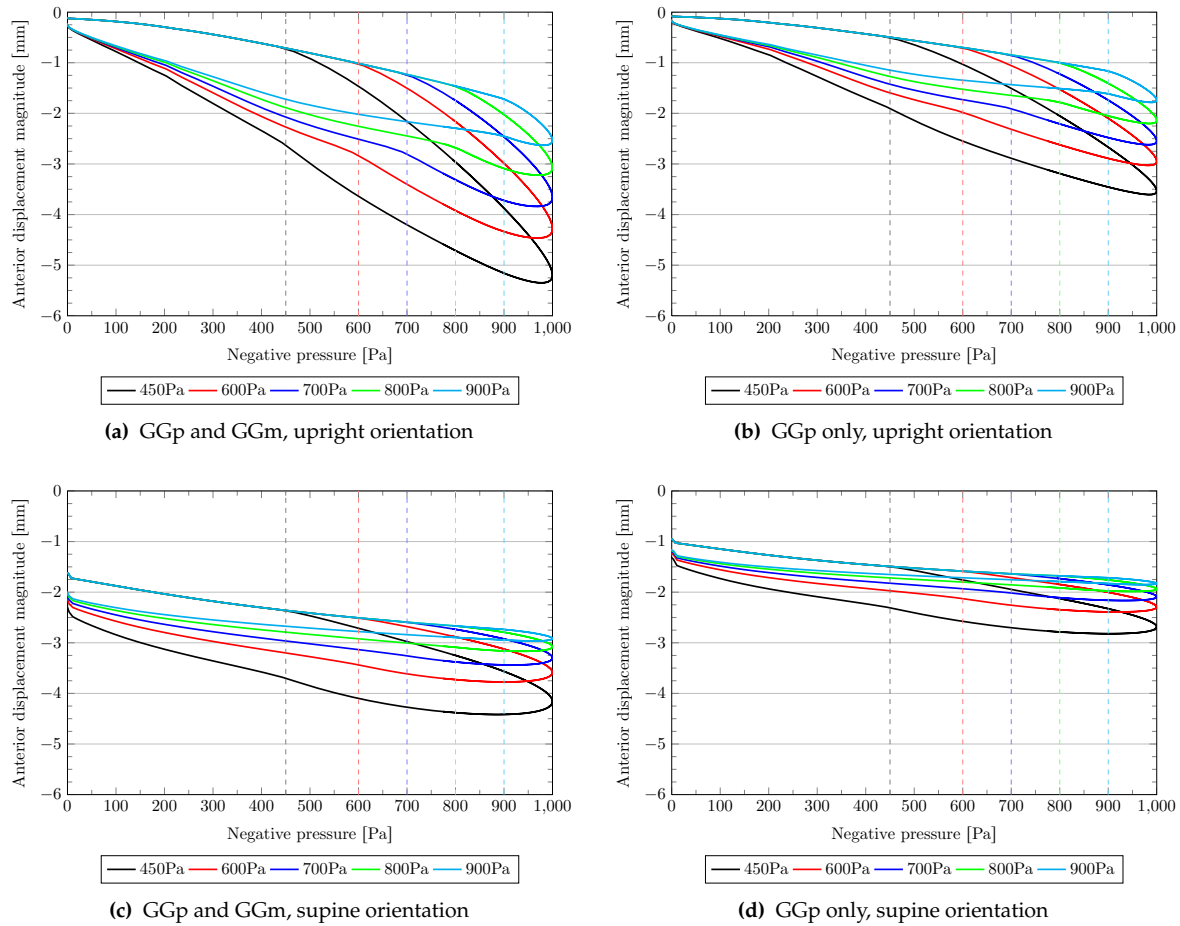 0
−1
−2
−3
−4
−5
−6
Anterior displacement magnitude [mm]
0 100 200 300 400 500 600 700 800 900 1,000
Negative pressure [Pa]
450Pa 600Pa 700Pa 800Pa 900Pa
(a) GGp and GGm, upright orientation
0
−1
−2
−3
−4
−5
−6
Anterior displacement magnitude [mm]
0 100 200 300 400 500 600 700 800 900 1,000
Negative pressure [Pa]
450Pa 600Pa 700Pa 800Pa 900Pa
(b) GGp only, upright orientation
0
−1
−2
−3
−4
−5
−6
Anterior displacement magnitude [mm]
0 100 200 300 400 500 600 700 800 900 1,000
Negative pressure [Pa]
450Pa 600Pa 700Pa 800Pa 900Pa
(c) GGp and GGm, supine orientation
0
−1
−2
−3
−4
−5
−6
Anterior displacement magnitude [mm]
0 100 200 300 400 500 600 700 800 900 1,000
Negative pressure [Pa]
450Pa 600Pa 700Pa 800Pa 900Pa
(d) GGp only, supine orientation